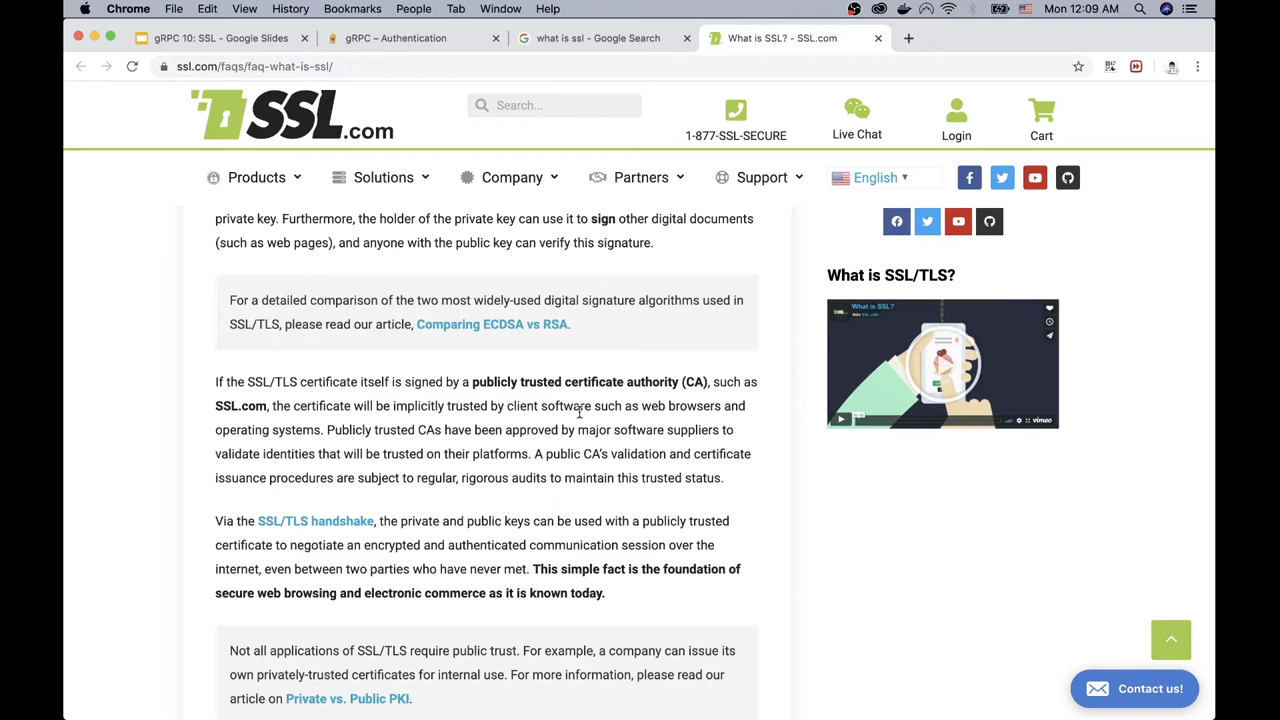 Chrome File Edit View History Bookmarks People Tab Window Help Mon 12:09 AM
gRPC 10: SSL - Google Slides gRPC – Authentication what is ssl - Google Search What is SSL? - SSL.com
ssl.com/faqs/faq-what-is-ssl/
SSL.com Search... 1-877-SSL-SECURE Live Chat Login Cart
Products Solutions Company Partners Support English
private key. Furthermore, the holder of the private key can use it to sign other digital documents
(such as web pages), and anyone with the public key can verify this signature.
For a detailed comparison of the two most widely-used digital signature algorithms used in
SSL/TLS, please read our article, Comparing ECDSA vs RSA.
If the SSL/TLS certificate itself is signed by a publicly trusted certificate authority (CA), such as
SSL.com, the certificate will be implicitly trusted by client software such as web browsers and
operating systems. Publicly trusted CAs have been approved by major software suppliers to
validate identities that will be trusted on their platforms. A public CA's validation and certificate
issuance procedures are subject to regular, rigorous audits to maintain this trusted status.
Via the SSL/TLS handshake, the private and public keys can be used with a publicly trusted
certificate to negotiate an encrypted and authenticated communication session over the
internet, even between two parties who have never met. This simple fact is the foundation of
secure web browsing and electronic commerce as it is known today.
Not all applications of SSL/TLS require public trust. For example, a company can issue its
own privately-trusted certificates for internal use. For more information, please read our
article on Private vs. Public PKI.
What is SSL/TLS?
What is SSL?
vimeo
Contact us!